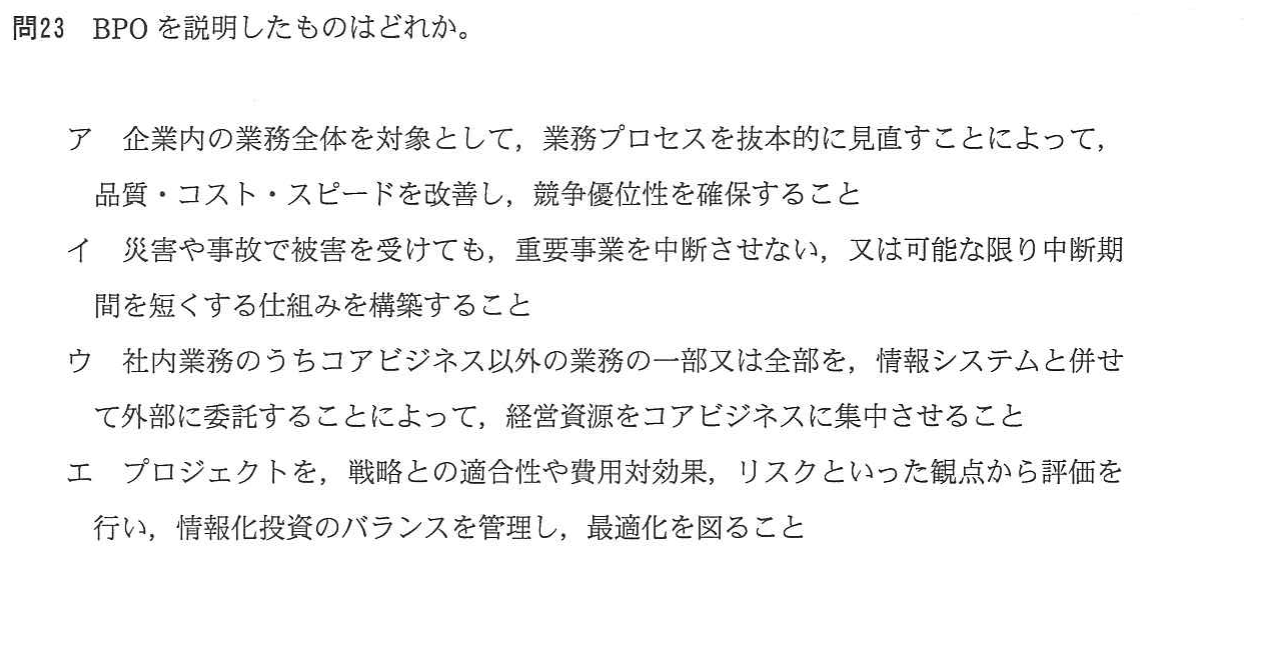 問23 BPO を説明したものはどれか。
ア 企業内の業務全体を対象として，業務プロセスを抜本的に見直すことによって，
品質・コスト・スピードを改善し，競争優位性を確保すること
イ 災害や事故で被害を受けても，重要事業を中断させない，又は可能な限り中断期
間を短くする仕組みを構築すること
ウ 社内業務のうちコアビジネス以外の業務の一部又は全部を，情報システムと併せ
て外部に委託することによって，経営資源をコアビジネスに集中させること
エ プロジェクトを，戦略との適合性や費用対効果，リスクといった観点から評価を
行い，情報化投資のバランスを管理し，最適化を図ること